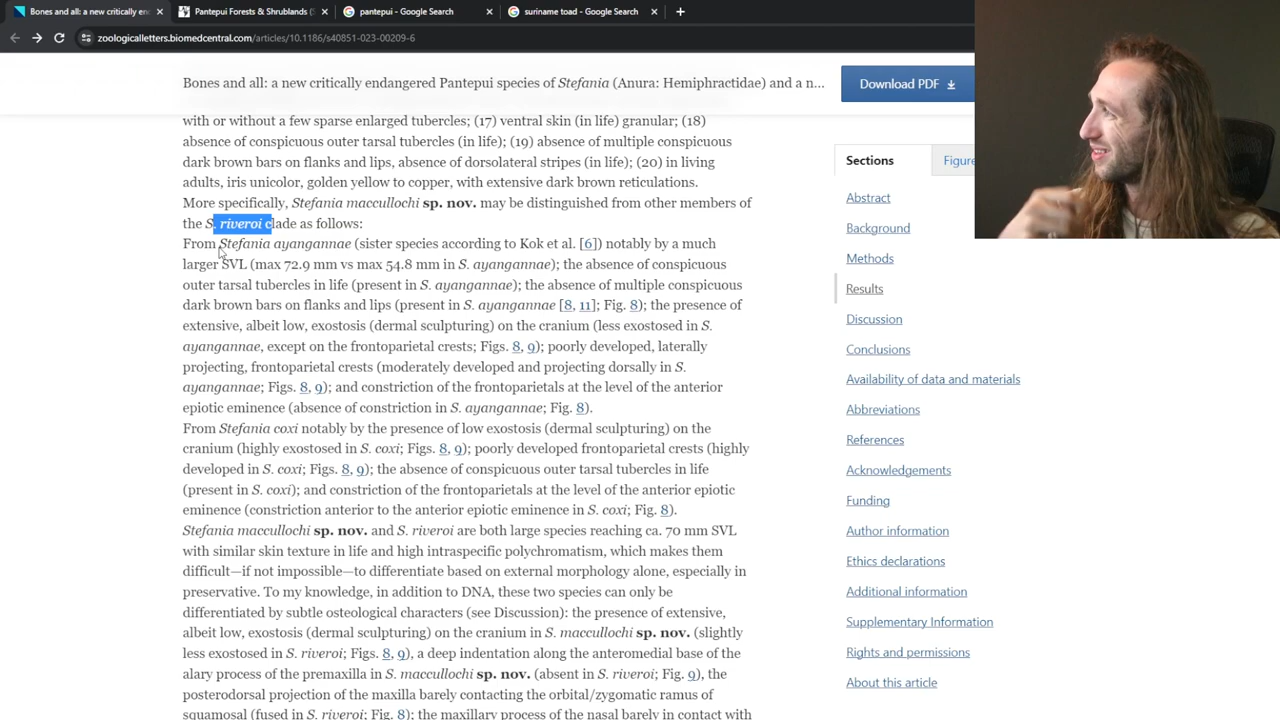 Bones and all: a new critically en
Pantepui Forests & Shrublands (S
pantepui - Google Search
suriname toad - Google Search
zoologicalletters.biomedcentral.com/articles/10.1186/s40851-023-00209-6
Bones and all: a new critically endangered Pantepui species of Stefania (Anura: Hemiphractidae) and a n...
Download PDF
with or without a few sparse enlarged tubercles; (17) ventral skin (in life) granular; (18)
absence of conspicuous outer tarsal tubercles (in life); (19) absence of multiple conspicuous
dark brown bars on flanks and lips, absence of dorsolateral stripes (in life); (20) in living
adults, iris unicolor, golden yellow to copper, with extensive dark brown reticulations.
More specifically, Stefania maccullochi sp. nov. may be distinguished from other members of
the S. riveroi clade as follows:
From Stefania ayangannae (sister species according to Kok et al. [6]) notably by a much
larger SVL (max 72.9 mm vs max 54.8 mm in S. ayangannae); the absence of conspicuous
outer tarsal tubercles in life (present in S. ayangannae); the absence of multiple conspicuous
dark brown bars on flanks and lips (present in S. ayangannae [8, 11]; Fig. 8); the presence of
extensive, albeit low, exostosis (dermal sculpturing) on the cranium (less exostosed in S.
ayangannae, except on the frontoparietal crests; Figs. 8, 9); poorly developed, laterally
projecting, frontoparietal crests (moderately developed and projecting dorsally in S.
ayangannae; Figs. 8, 9); and constriction of the frontoparietals at the level of the anterior
epiotic eminence (absence of constriction in S. ayangannae; Fig. 8).
From Stefania coxi notably by the presence of low exostosis (dermal sculpturing) on the
cranium (highly exostosed in S. coxi; Figs. 8, 9); poorly developed frontoparietal crests (highly
developed in S. coxi; Figs. 8, 9); the absence of conspicuous outer tarsal tubercles in life
(present in S. coxi); and constriction of the frontoparietals at the level of the anterior epiotic
eminence (constriction anterior to the anterior epiotic eminence in S. coxi; Fig. 8).
Stefania maccullochi sp. nov. and S. riveroi are both large species reaching ca. 70 mm SVL
with similar skin texture in life and high intraspecific polychromatism, which makes them
difficult—if not impossible—to differentiate based on external morphology alone, especially in
preservative. To my knowledge, in addition to DNA, these two species can only be
differentiated by subtle osteological characters (see Discussion): the presence of extensive,
albeit low, exostosis (dermal sculpturing) on the cranium in S. maccullochi sp. nov. (slightly
less exostosed in S. riveroi; Figs. 8, 9), a deep indentation along the anteromedial base of the
alary process of the premaxilla in S. maccullochi sp. nov. (absent in S. riveroi; Fig. 9), the
posterodorsal projection of the maxilla barely contacting the orbital/zygomatic ramus of
squamosal (fused in S. riveroi; Fig. 8); the maxillary process of the nasal barely in contact with
Sections
Figure
Abstract
Background
Methods
Results
Discussion
Conclusions
Availability of data and materials
Abbreviations
References
Acknowledgements
Funding
Author information
Ethics declarations
Additional information
Supplementary Information
Rights and permissions
About this article